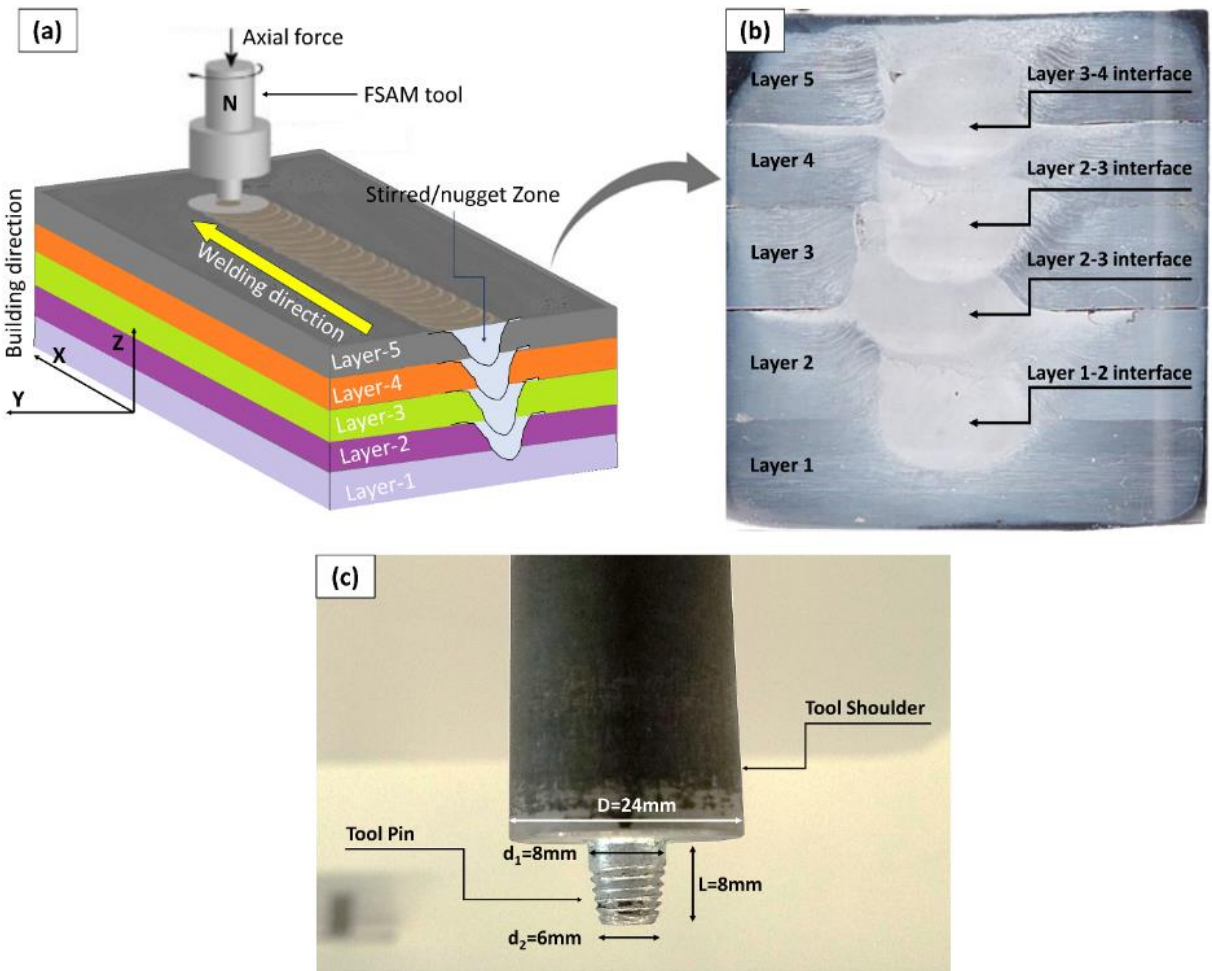 (a)
Axial force
N
FSAM tool
Stirred/nugget Zone
Building direction
Welding direction
Z
X
Y
Layer-5
Layer-4
Layer-3
Layer-2
Layer-1
(b)
Layer 5
Layer 3-4 interface
Layer 4
Layer 2-3 interface
Layer 3
Layer 2-3 interface
Layer 2
Layer 1-2 interface
Layer 1
(c)
Tool Shoulder
D=24mm
Tool Pin
d₁=8mm
L=8mm
d₂=6mm